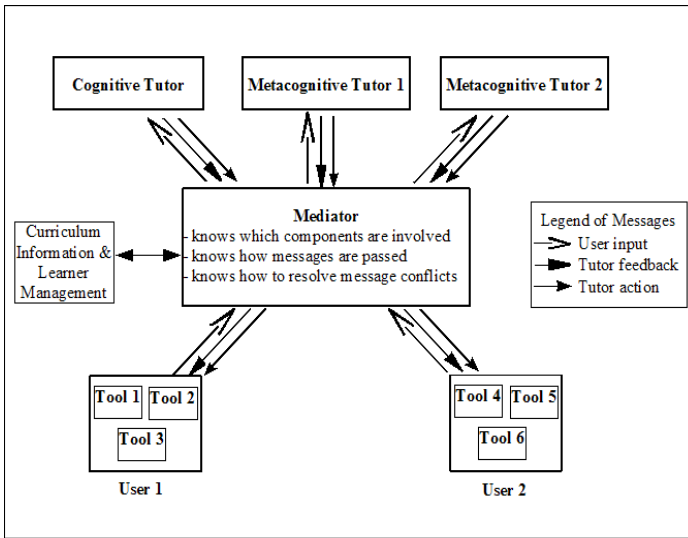 Cognitive Tutor
Metacognitive Tutor 1
Metacognitive Tutor 2
Mediator
- knows which components are involved
- knows how messages are passed
- knows how to resolve message conflicts
Curriculum
Information &
Learner
Management
Legend of Messages
User input
Tutor feedback
Tutor action
Tool 1
Tool 2
Tool 3
User 1
Tool 4
Tool 5
Tool 6
User 2